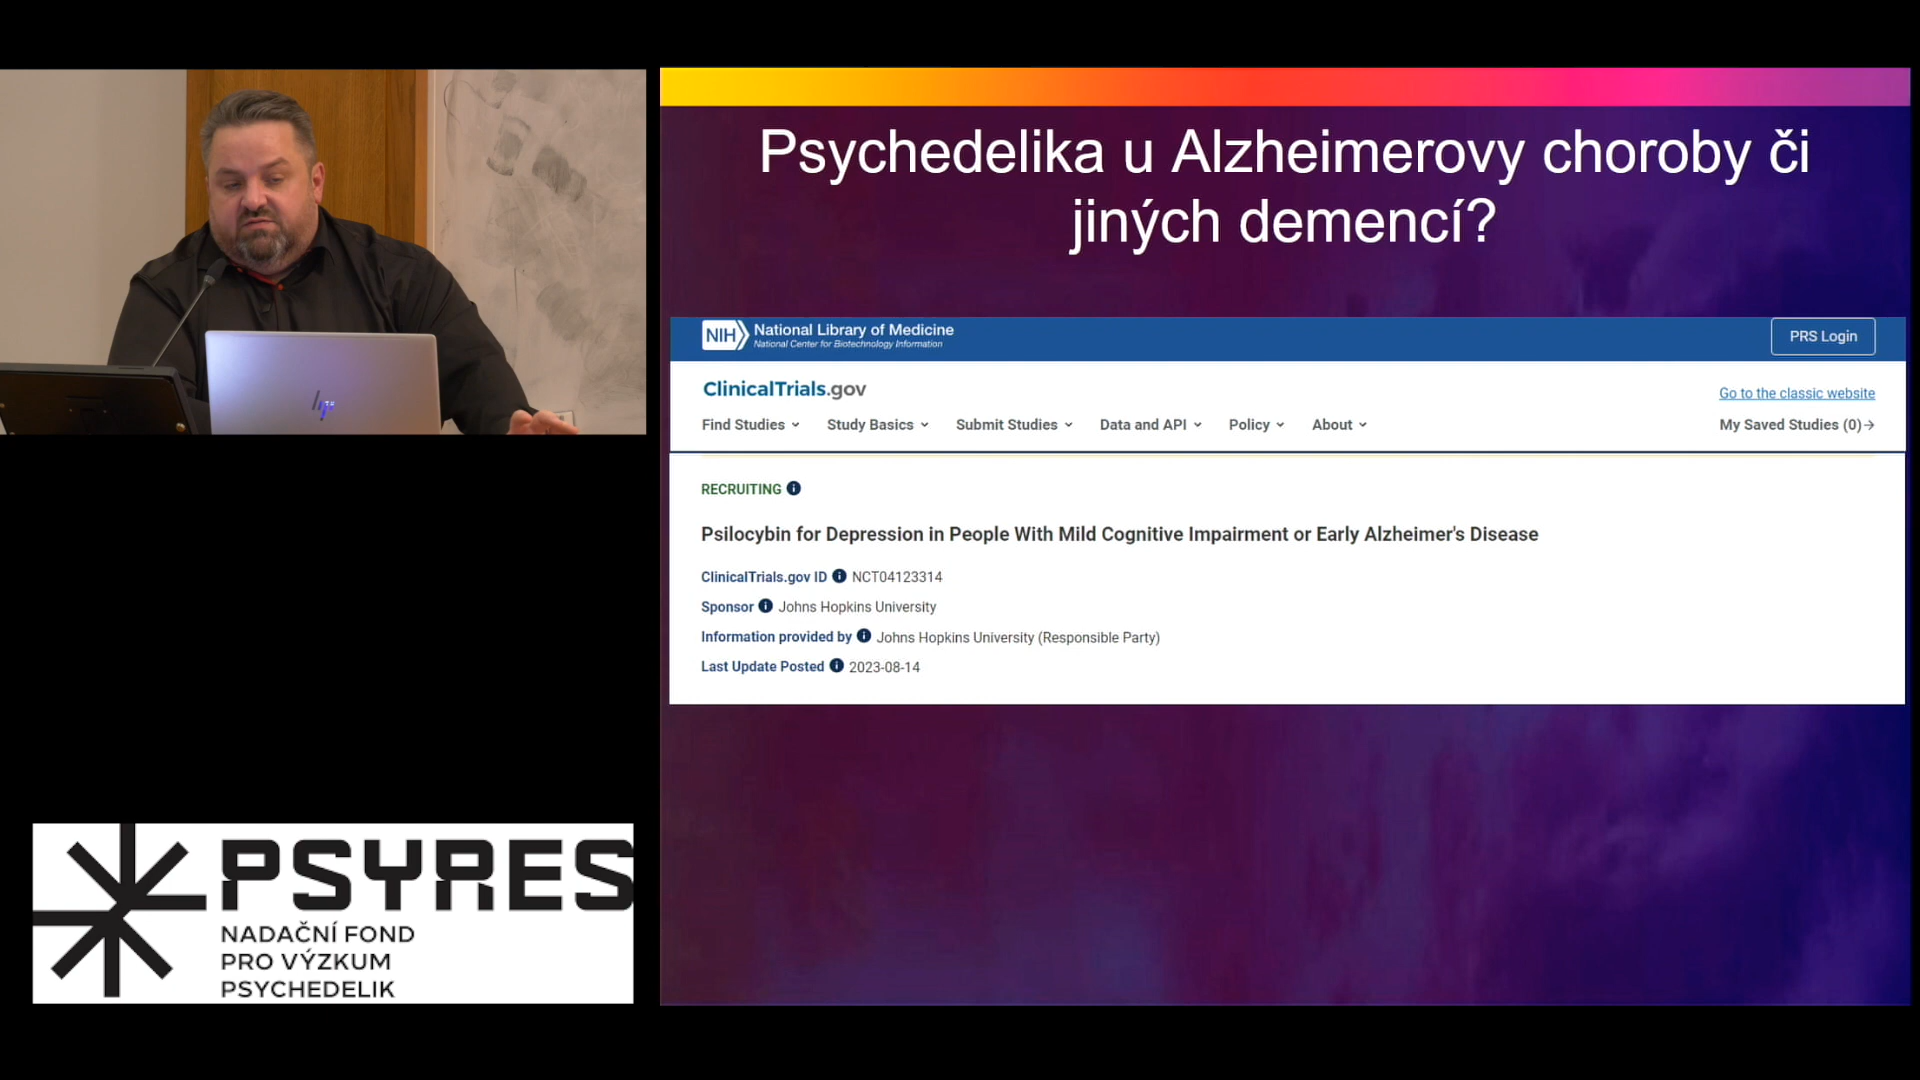 Psychedelika u Alzheimerovy choroby či
jiných demencí?
NIH National Library of Medicine
National Center for Biotechnology Information
PRS Login
ClinicalTrials.gov
Go to the classic website
Find Studies Study Basics Submit Studies Data and API Policy About My Saved Studies (0)→
RECRUITING
Psilocybin for Depression in People With Mild Cognitive Impairment or Early Alzheimer's Disease
ClinicalTrials.gov ID NCT04123314
Sponsor Johns Hopkins University
Information provided by Johns Hopkins University (Responsible Party)
Last Update Posted 2023-08-14
hp
PSYRES
NADAČNÍ FOND
PRO VÝZKUM
PSYCHEDELIK